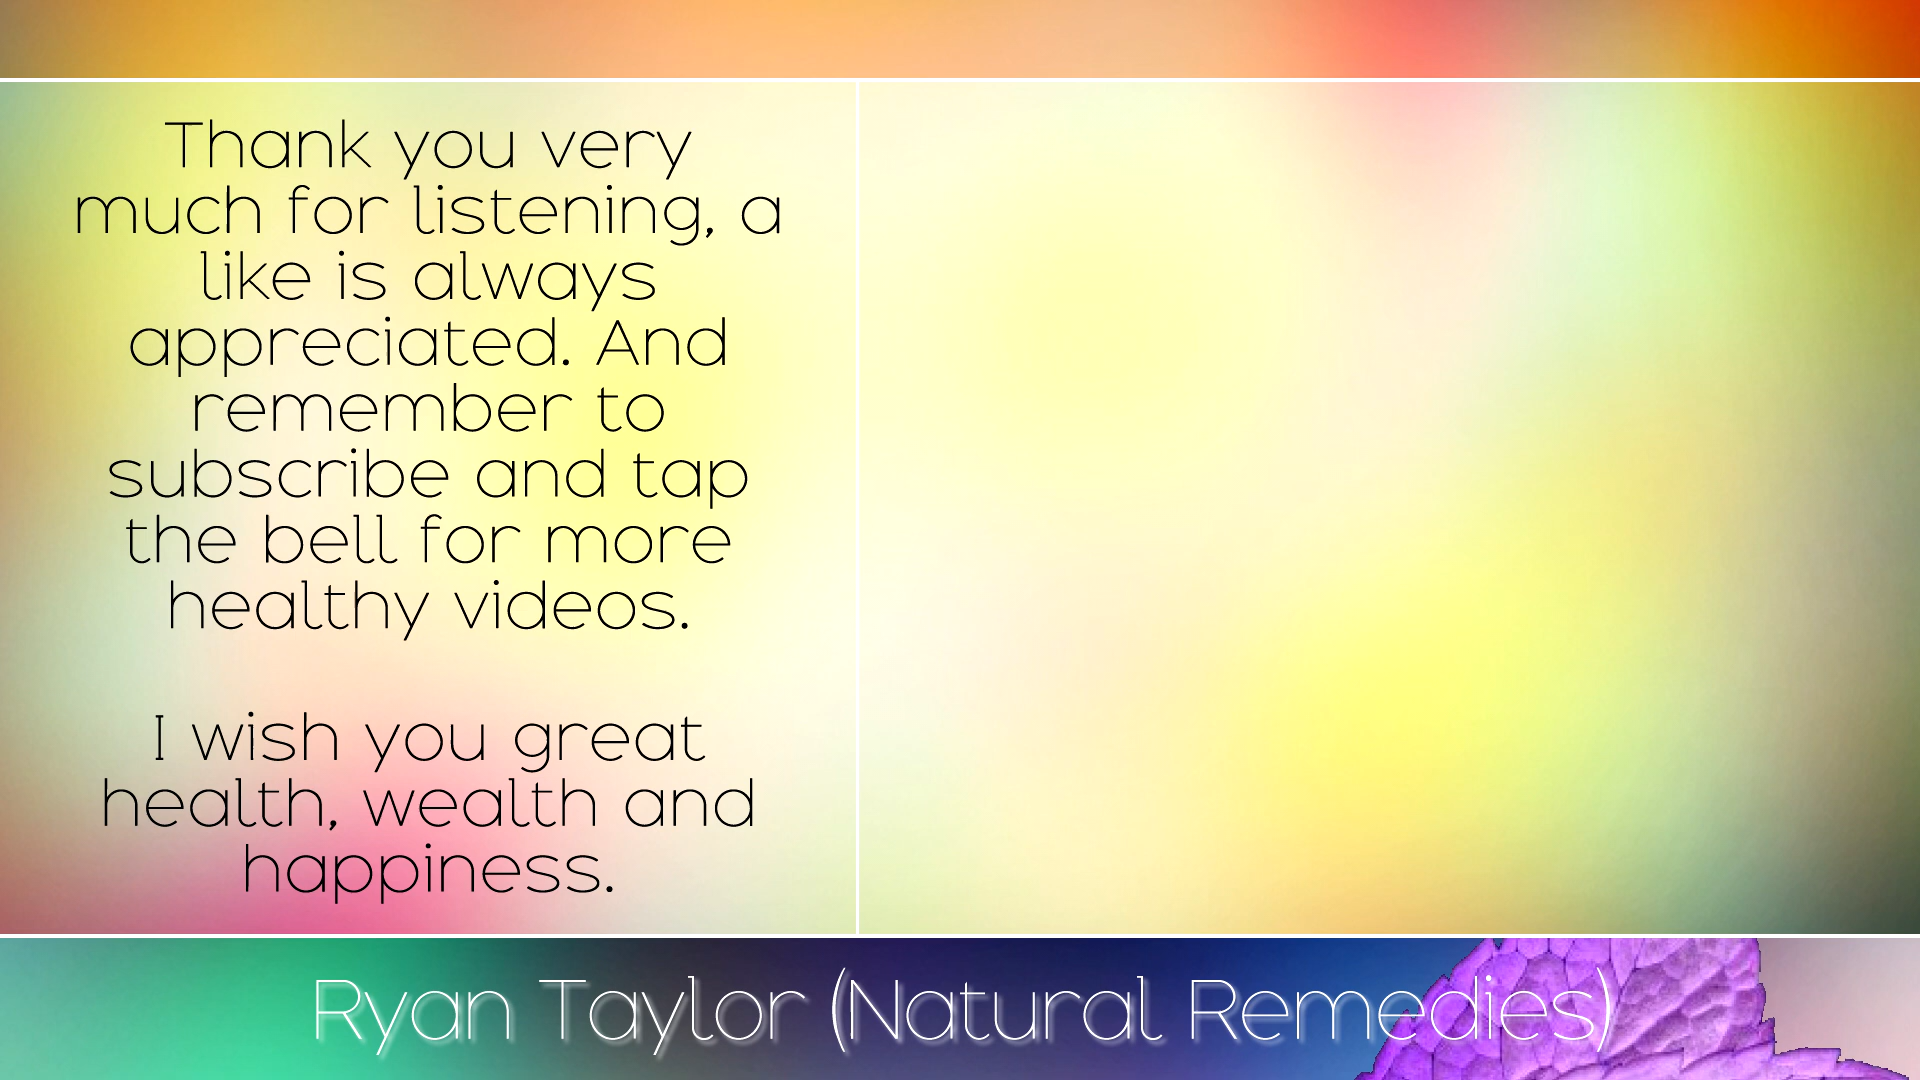 Thank you very
much for listening, a
like is always
appreciated. And
remember to
subscribe and tap
the bell for more
healthy videos.
I wish you great
health, wealth and
happiness.
Ryan Taylor (Natural Remedies)